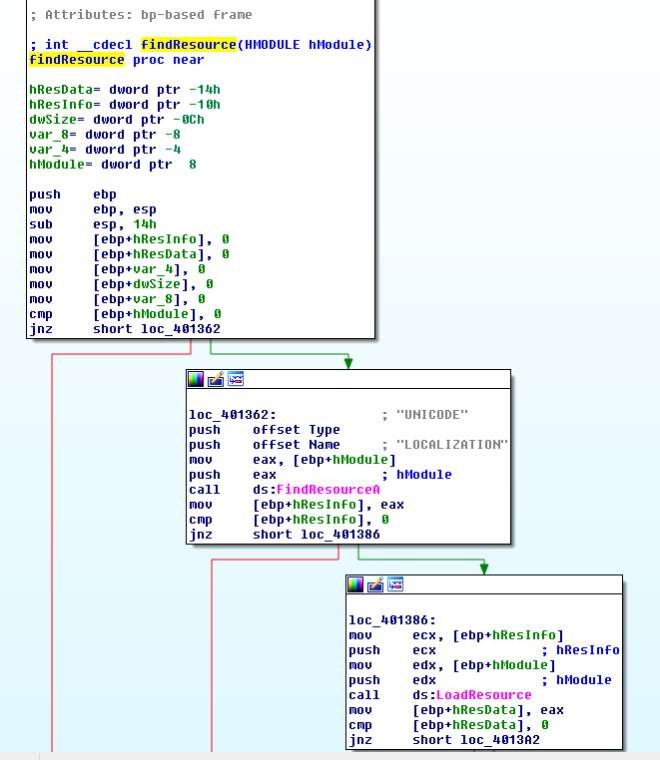 ; Attributes: bp-based frame
; int __cdecl findResource(HMODULE hModule)
findResource proc near
hResData= dword ptr -14h
hResInfo= dword ptr -10h
dwSize= dword ptr -0Ch
var_8= dword ptr -8
var_4= dword ptr -4
hModule= dword ptr  8
push    ebp
mov     ebp, esp
sub     esp, 14h
mov     [ebp+hResInfo], 0
mov     [ebp+hResData], 0
mov     [ebp+var_4], 0
mov     [ebp+dwSize], 0
mov     [ebp+var_8], 0
cmp     [ebp+hModule], 0
jnz     short loc_401362
loc_401362:             ; "UNICODE"
push    offset Type
push    offset Name     ; "LOCALIZATION"
mov     eax, [ebp+hModule]
push    eax             ; hModule
call    ds:FindResourceA
mov     [ebp+hResInfo], eax
cmp     [ebp+hResInfo], 0
jnz     short loc_401386
loc_401386:
mov     ecx, [ebp+hResInfo]
push    ecx             ; hResInfo
mov     edx, [ebp+hModule]
push    edx             ; hModule
call    ds:LoadResource
mov     [ebp+hResData], eax
cmp     [ebp+hResData], 0
jnz     short loc_4013A2